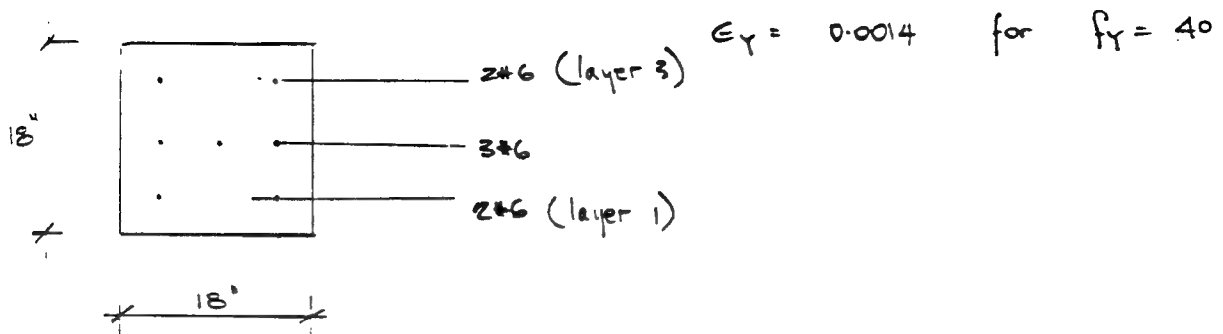 ϵY = 0.0014 for fY = 40
2#6 (layer 3)
18"
3#6
2#6 (layer 1)
18"